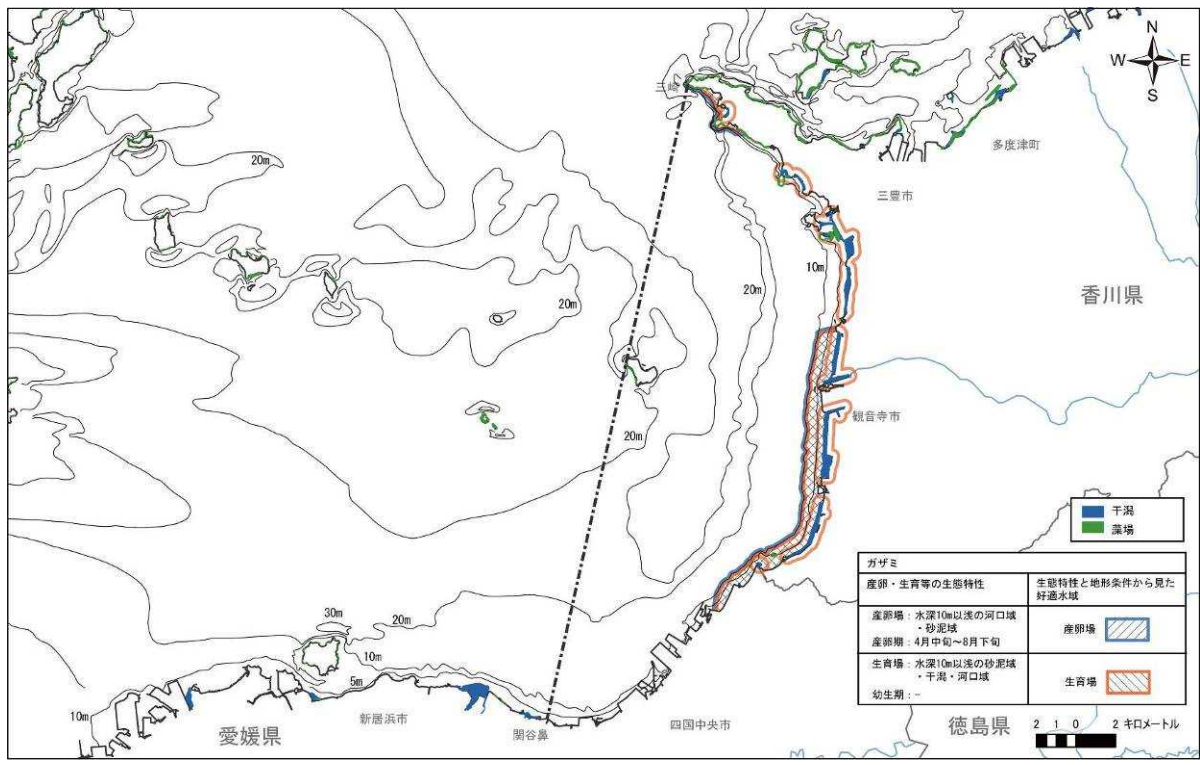 N
W E
S
三崎
多度津町
20m
三豊市
10m
20m
香川県
20m
20m
観音寺市
干潟
藻場
ガザミ
産卵・生育等の生態特性
生態特性と地形条件から見た
好適水域
産卵場：水深10m以浅の河口域
・砂泥域
産卵期：4月中旬～8月下旬
産卵場
生育場：水深10m以浅の砂泥域
・干潟・河口域
幼生期：-
生育場
30m
20m
10m
5m
10m
新居浜市
愛媛県
関谷鼻
四国中央市
徳島県
2 1 0 2 キロメートル